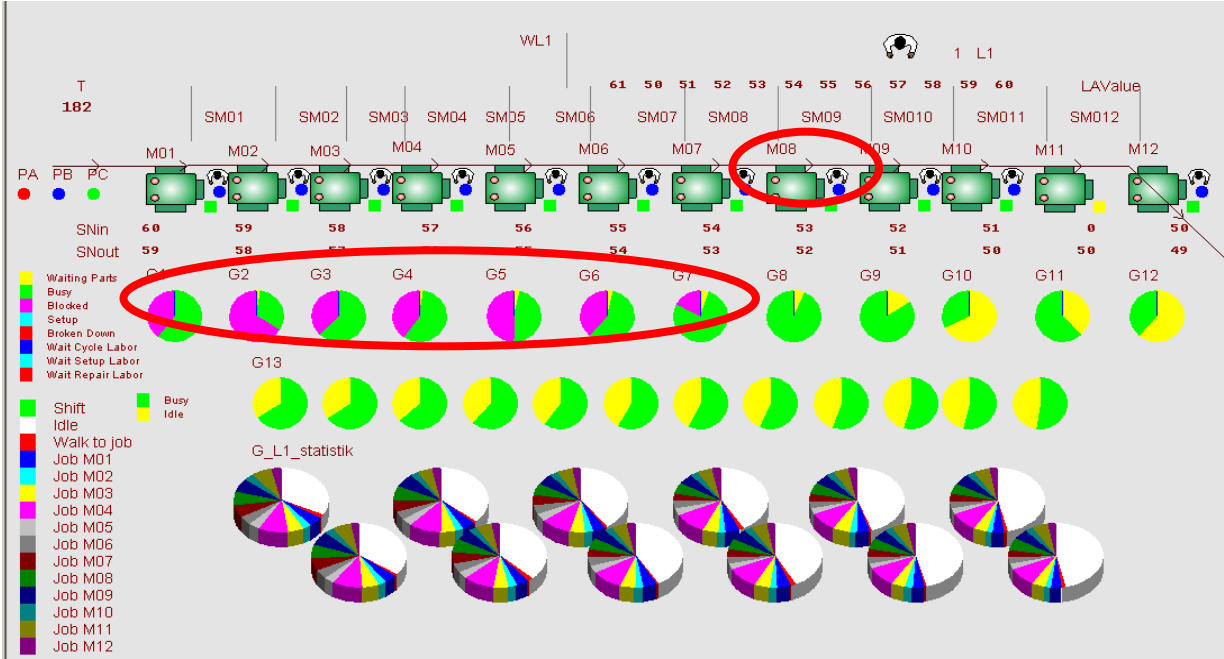 WL1
1 L1
T
61 50 51 52 53 54 55 56 57 58 59 60
LAValue
182
SM01 SM02 SM03 SM04 SM05 SM06 SM07 SM08 SM09 SM010 SM011 SM012
M01 M02 M03 M04 M05 M06 M07 M08 M09 M10 M11 M12
PA PB PC
SNin 60 59 58 57 56 55 54 53 52 51 0 50
SNout 59 58 54 53 52 51 50 50 49
Waiting Parts
Busy
Blocked
Setup
Broken Down
Wait Cycle Labor
Wait Setup Labor
Wait Repair Labor
G2 G3 G4 G5 G6 G7 G8 G9 G10 G11 G12
G13
Busy
Idle
Shift
Idle
Walk to job
Job M01
Job M02
Job M03
Job M04
Job M05
Job M06
Job M07
Job M08
Job M09
Job M10
Job M11
Job M12
G_L1_statistik